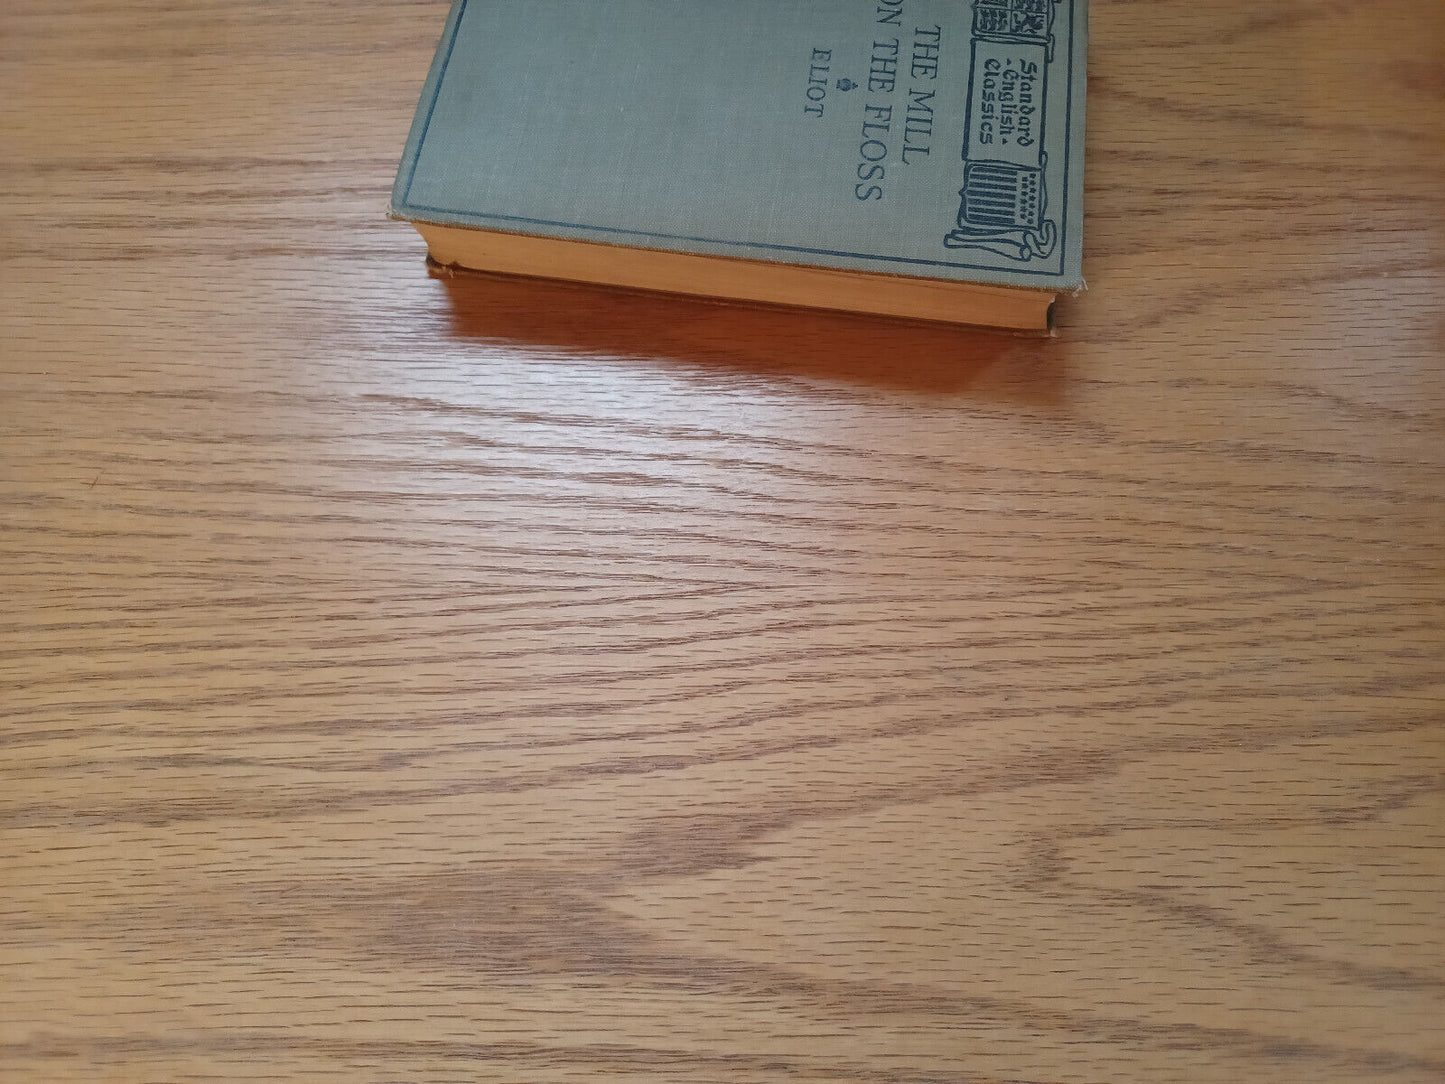 Standard
·English·
Classics
THE MILL
ON THE FLOSS
ELIOT